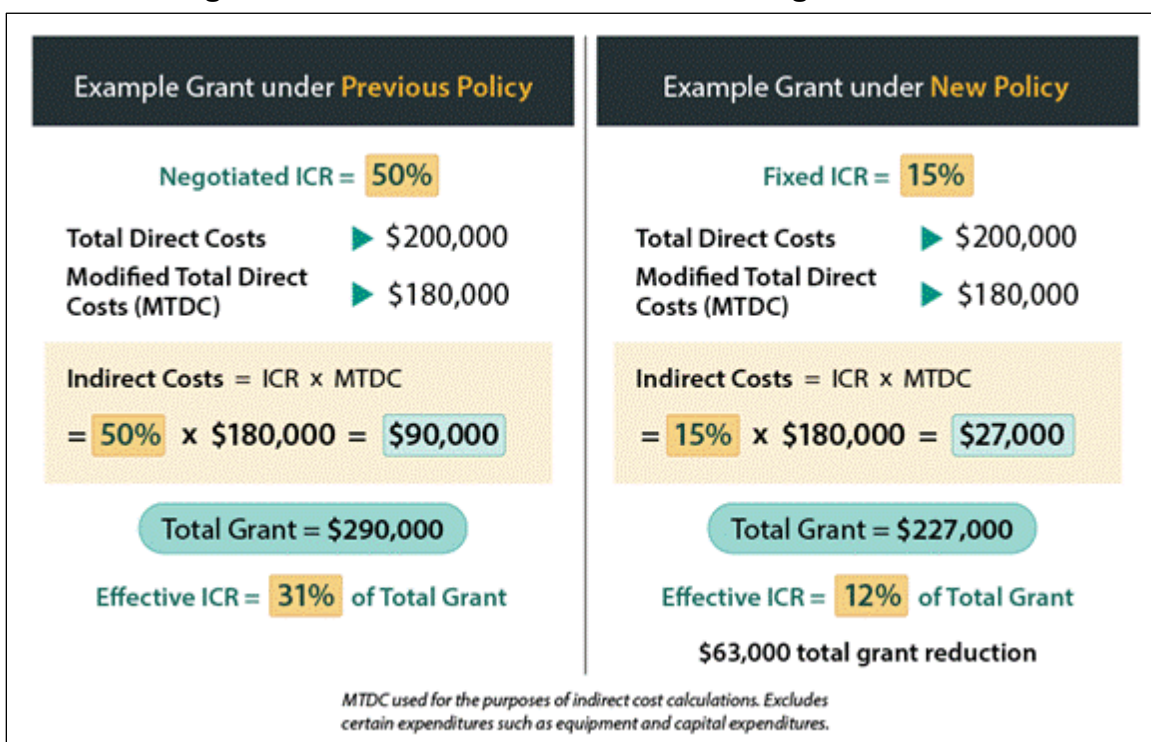 Example Grant under Previous Policy
Negotiated ICR = 50%
Total Direct Costs ▶ $200,000
Modified Total Direct
Costs (MTDC) ▶ $180,000
Indirect Costs = ICR x MTDC
= 50% x $180,000 = $90,000
Total Grant = $290,000
Effective ICR = 31% of Total Grant
Example Grant under New Policy
Fixed ICR = 15%
Total Direct Costs ▶ $200,000
Modified Total Direct
Costs (MTDC) ▶ $180,000
Indirect Costs = ICR x MTDC
= 15% x $180,000 = $27,000
Total Grant = $227,000
Effective ICR = 12% of Total Grant
$63,000 total grant reduction
MTDC used for the purposes of indirect cost calculations. Excludes
certain expenditures such as equipment and capital expenditures.